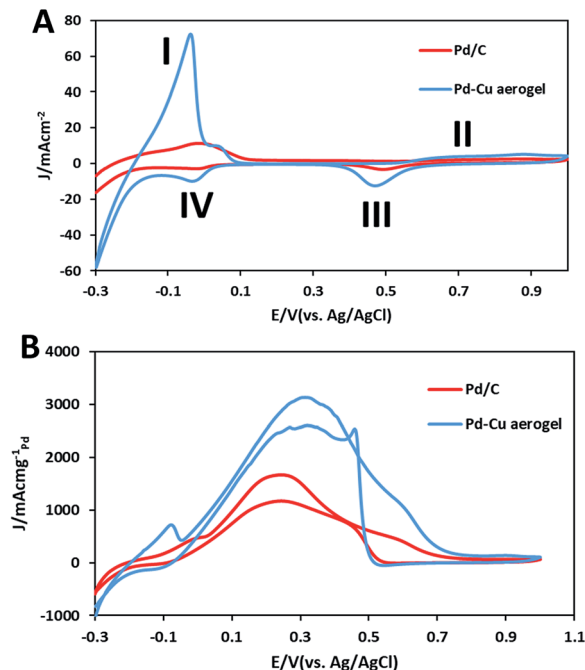 A
80
60
40
20
0
-20
-40
-60
J/mAcm-2
I
II
III
IV
Pd/C
Pd-Cu aerogel
-0.3 -0.1 0.1 0.3 0.5 0.7 0.9
E/V(vs. Ag/AgCl)
B
4000
3000
2000
1000
0
-1000
J/mAcmg-1Pd
Pd/C
Pd-Cu aerogel
-0.3 -0.1 0.1 0.3 0.5 0.7 0.9 1.1
E/V(vs. Ag/AgCl)